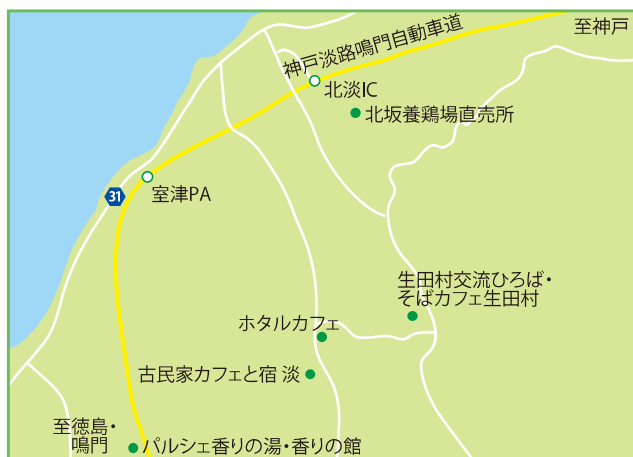 至神戸
神戸淡路鳴門自動車道
北淡IC
北坂養鶏場直売所
31
室津PA
生田村交流ひろば・
そばカフェ生田村
ホタルカフェ
古民家カフェと宿 淡
至徳島・
鳴門
パルシェ香りの湯・香りの館